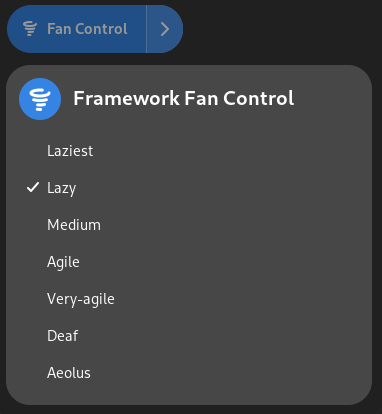 Fan Control
Framework Fan Control
Laziest
Lazy
Medium
Agile
Very-agile
Deaf
Aeolus